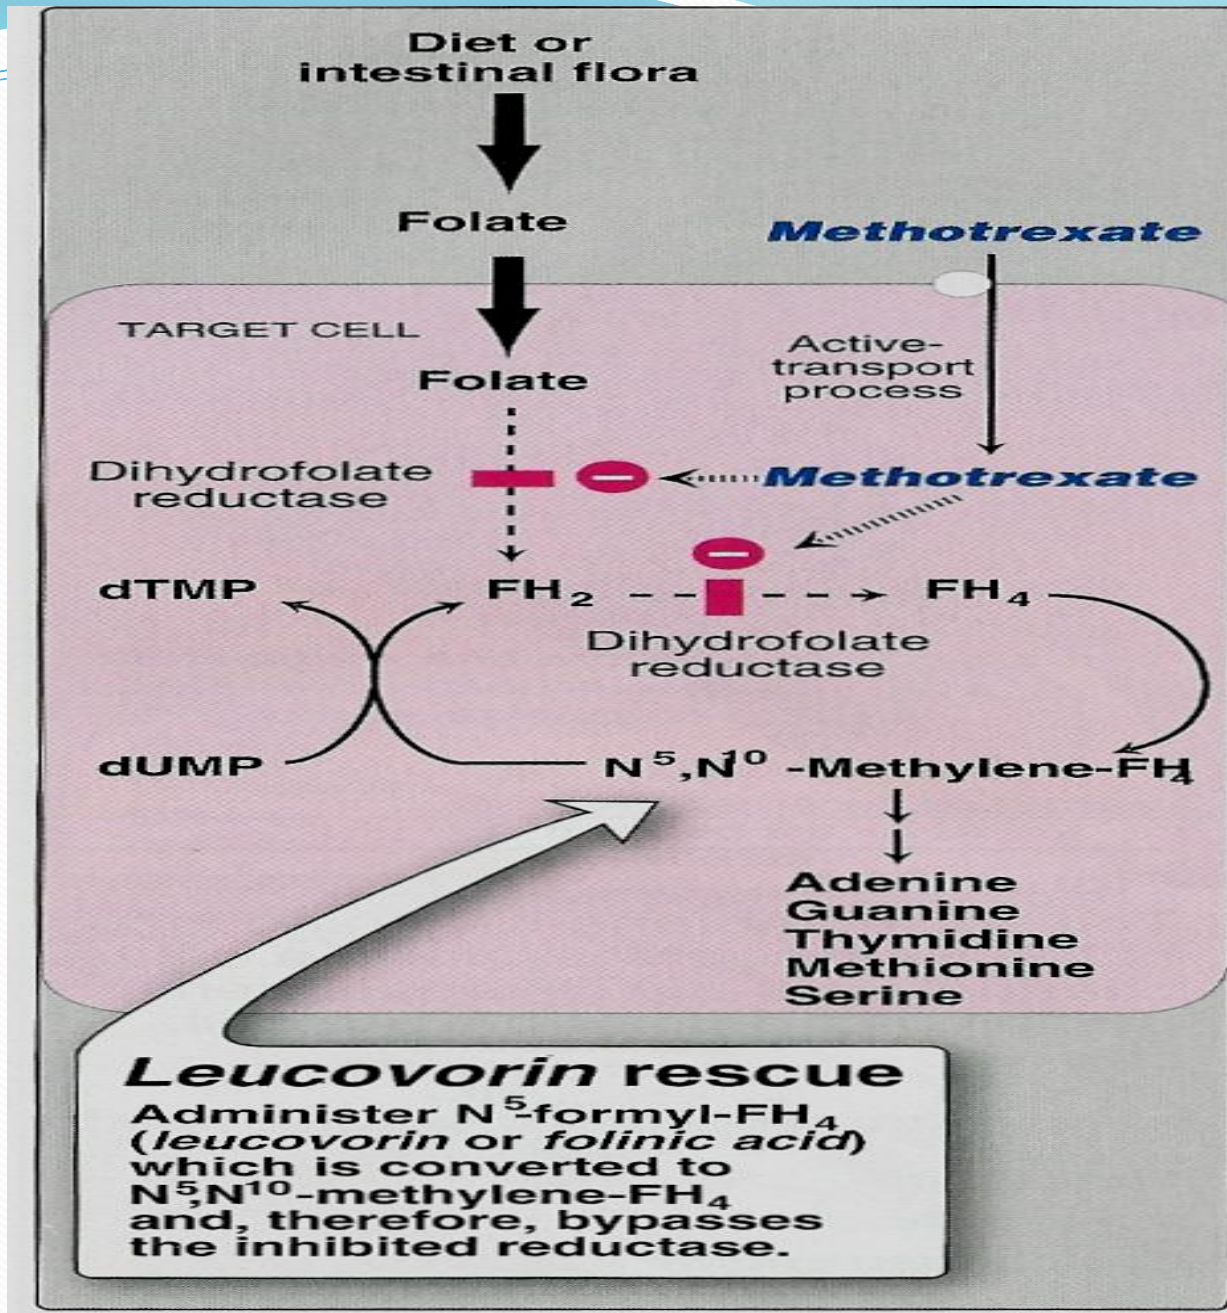 Diet or
intestinal flora
Folate
Methotrexate
TARGET CELL
Active-
transport
process
Folate
Dihydrofolate
reductase
Methotrexate
dTMP
FH₂
FH₄
Dihydrofolate
reductase
dUMP
N⁵,N¹⁰ -Methylene-FH₄
Adenine
Guanine
Thymidine
Methionine
Serine
Leucovorin rescue
Administer N⁵-formyl-FH₄
(leucovorin or folinic acid)
which is converted to
N⁵,N¹⁰-methylene-FH₄
and, therefore, bypasses
the inhibited reductase.